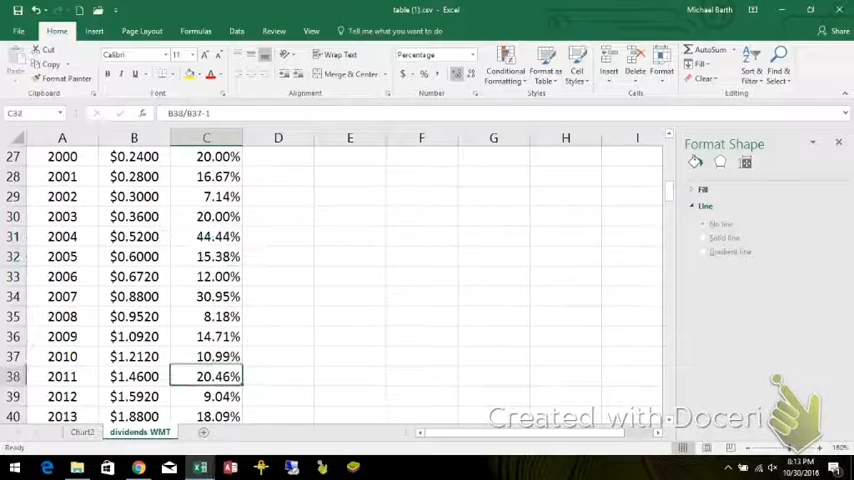 table (1).csv - Excel
Michael Barth
File Home Insert Page Layout Formulas Data Review View Tell me what you want to do Share
Paste
Cut
Copy
Format Painter
Clipboard
Calibri 11
B I U
Font
Wrap Text
Merge & Center
Alignment
Percentage
$ % ,
Number
Conditional Formatting
Format as Table
Cell Styles
Styles
Insert Delete Format
Cells
AutoSum
Fill
Clear
Sort & Filter
Find & Select
Editing
C38 fx B38/B37-1
A B C D E F G H I
27 2000 $0.2400 20.00%
28 2001 $0.2800 16.67%
29 2002 $0.3000 7.14%
30 2003 $0.3600 20.00%
31 2004 $0.5200 44.44%
32 2005 $0.6000 15.38%
33 2006 $0.6720 12.00%
34 2007 $0.8800 30.95%
35 2008 $0.9520 8.18%
36 2009 $1.0920 14.71%
37 2010 $1.2120 10.99%
38 2011 $1.4600 20.46%
39 2012 $1.5920 9.04%
40 2013 $1.8800 18.09%
Format Shape
Fill
Line
No line
Solid line
Gradient line
Created with Doceri
Chart2 dividends WMT
Ready
160%
8:13 PM
10/30/2016